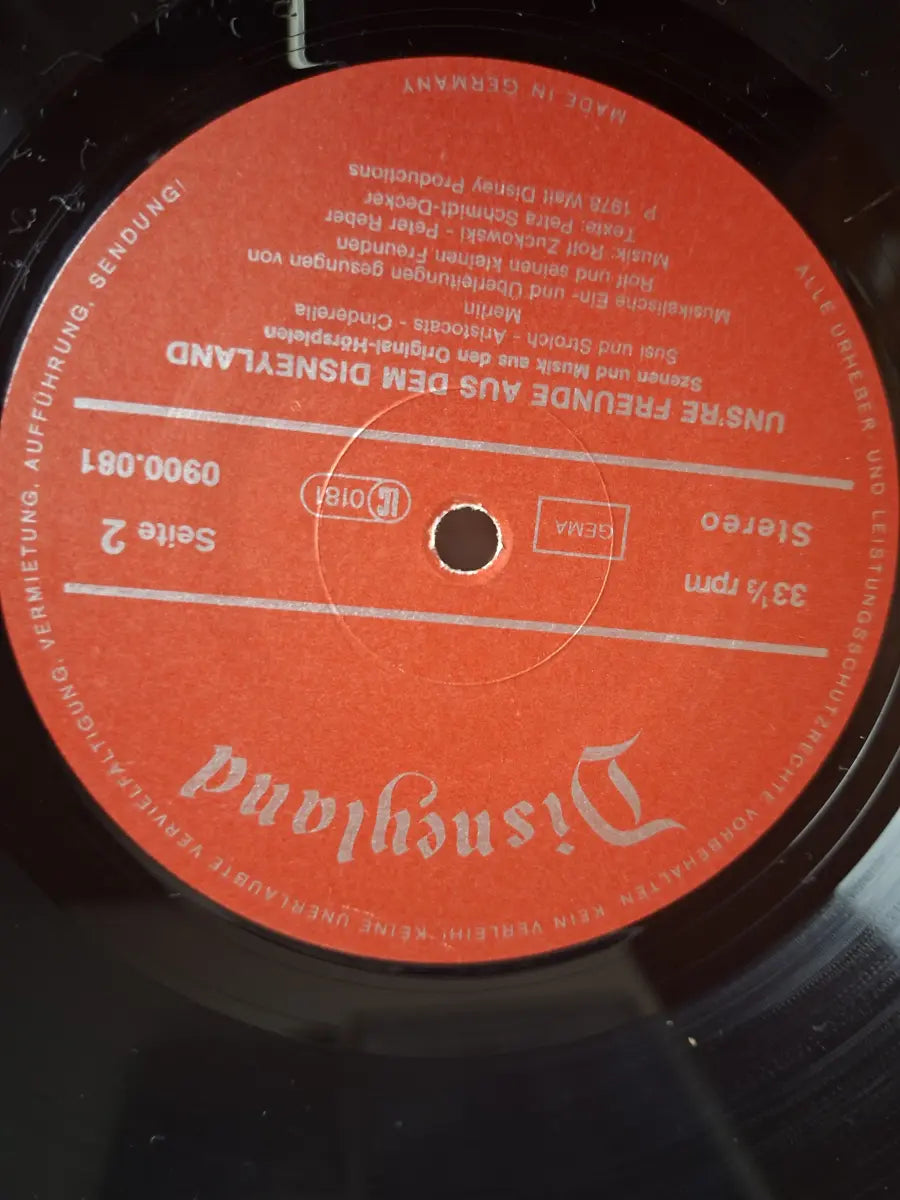 Disneyland
33⅓ rpm
Seite 2
Stereo
GEMA
LC 0181
0900.081
UNS'RE FREUNDE AUS DEM DISNEYLAND
Szenen und Musik aus den Original-Hörspielen
Susi und Strolch - Aristocats - Cinderella
Merlin
Musikalische Ein- und Überleitungen gesungen von
Rolf und seinen kleinen Freunden
Musik: Rolf Zuckowski - Peter Reber
Texte: Petra Schmidt-Decker
P 1978 Walt Disney Productions
MADE IN GERMANY
ALLE URHEBER- UND LEISTUNGSSCHUTZRECHTE VORBEHALTEN KEIN VERLEIH! KEINE UNERLAUBTE VERVIELFÄLTIGUNG, VERMIETUNG, AUFFÜHRUNG, SENDUNG!